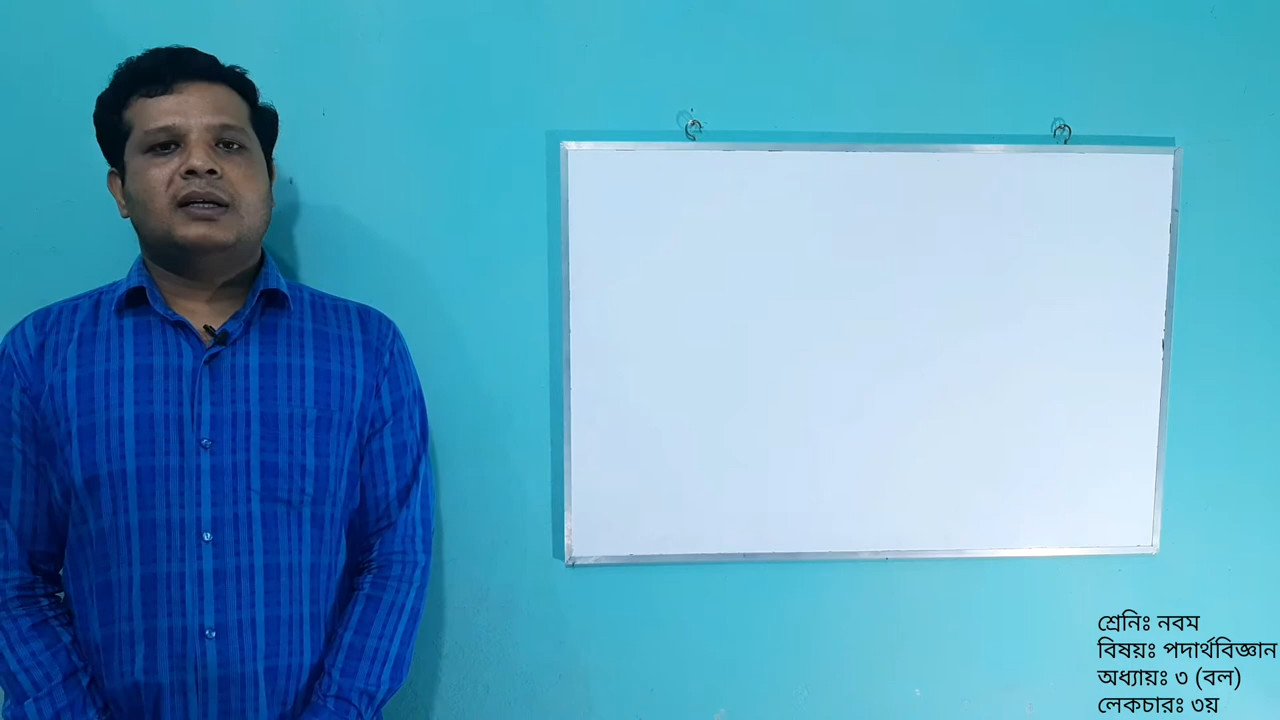 শ্রেনিঃ নবম
বিষয়ঃ পদার্থবিজ্ঞান
অধ্যায়ঃ ৩ (বল)
লেকচারঃ ৩য়